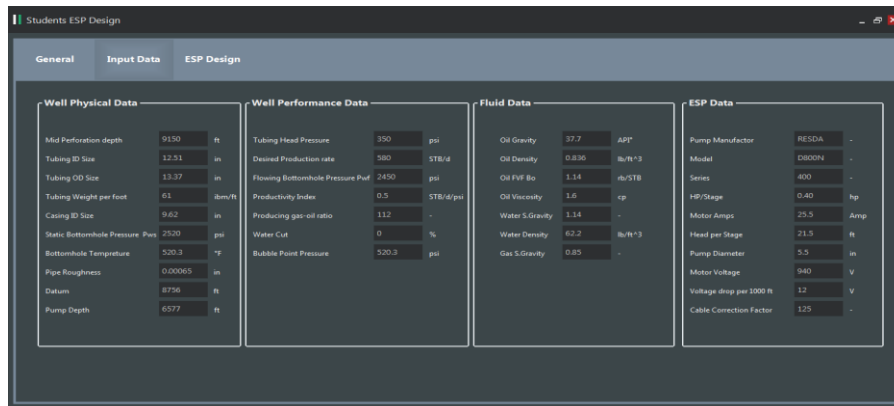 Students ESP Design
General Input Data ESP Design
Well Physical Data
Mid Perforation depth 9150 ft
Tubing ID Size 12.51 in
Tubing OD Size 13.37 in
Tubing Weight per foot 61 ibm/ft
Casing ID Size 9.62 in
Static Bottomhole Pressure Pws 2520 psi
Bottomhole Tempreture 520.3 °F
Pipe Roughness 0.00065 in
Datum 8756 ft
Pump Depth 6577 ft
Well Performance Data
Tubing Head Pressure 350 psi
Desired Production rate 580 STB/d
Flowing Bottomhole Pressure Pwf 2450 psi
Productivity Index 0.5 STB/d/psi
Producing gas-oil ratio 112 -
Water Cut 0 %
Bubble Point Pressure 520.3 psi
Fluid Data
Oil Gravity 37.7 API°
Oil Density 0.836 lb/ft^3
Oil FVF Bo 1.14 rb/STB
Oil Viscosity 1.6 cp
Water S.Gravity 1.14 -
Water Density 62.2 lb/ft^3
Gas S.Gravity 0.85 -
ESP Data
Pump Manufactor RESDA -
Model D800N -
Series 400 -
HP/Stage 0.40 hp
Motor Amps 25.5 Amp
Head per Stage 21.5 ft
Pump Diameter 5.5 in
Motor Voltage 940 V
Voltage drop per 1000 ft 12 V
Cable Correction Factor 125 -